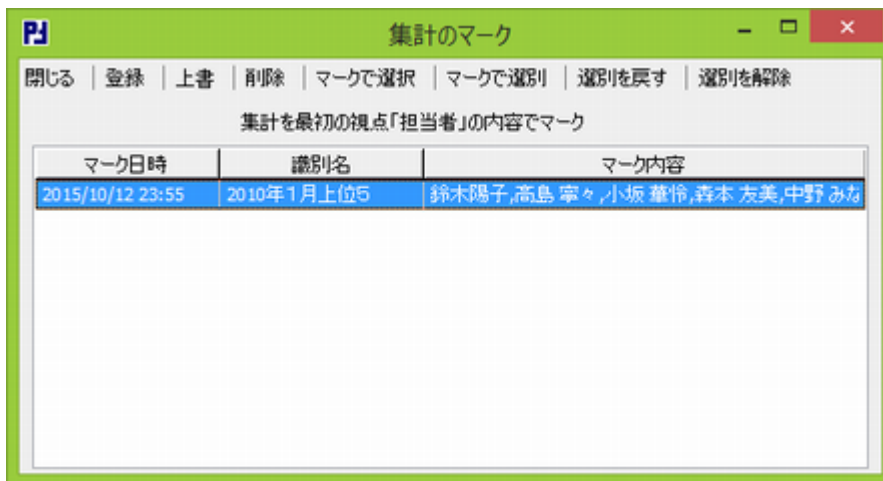 集計のマーク
閉じる | 登録 | 上書 | 削除 | マークで選択 | マークで選別 | 選別を戻す | 選別を解除
集計を最初の視点「担当者」の内容でマーク
マーク日時 識別名 マーク内容
2015/10/12 23:55 2010年1月上位5 鈴木陽子,高島 寧々,小坂 華伶,森本 友美,中野 みな